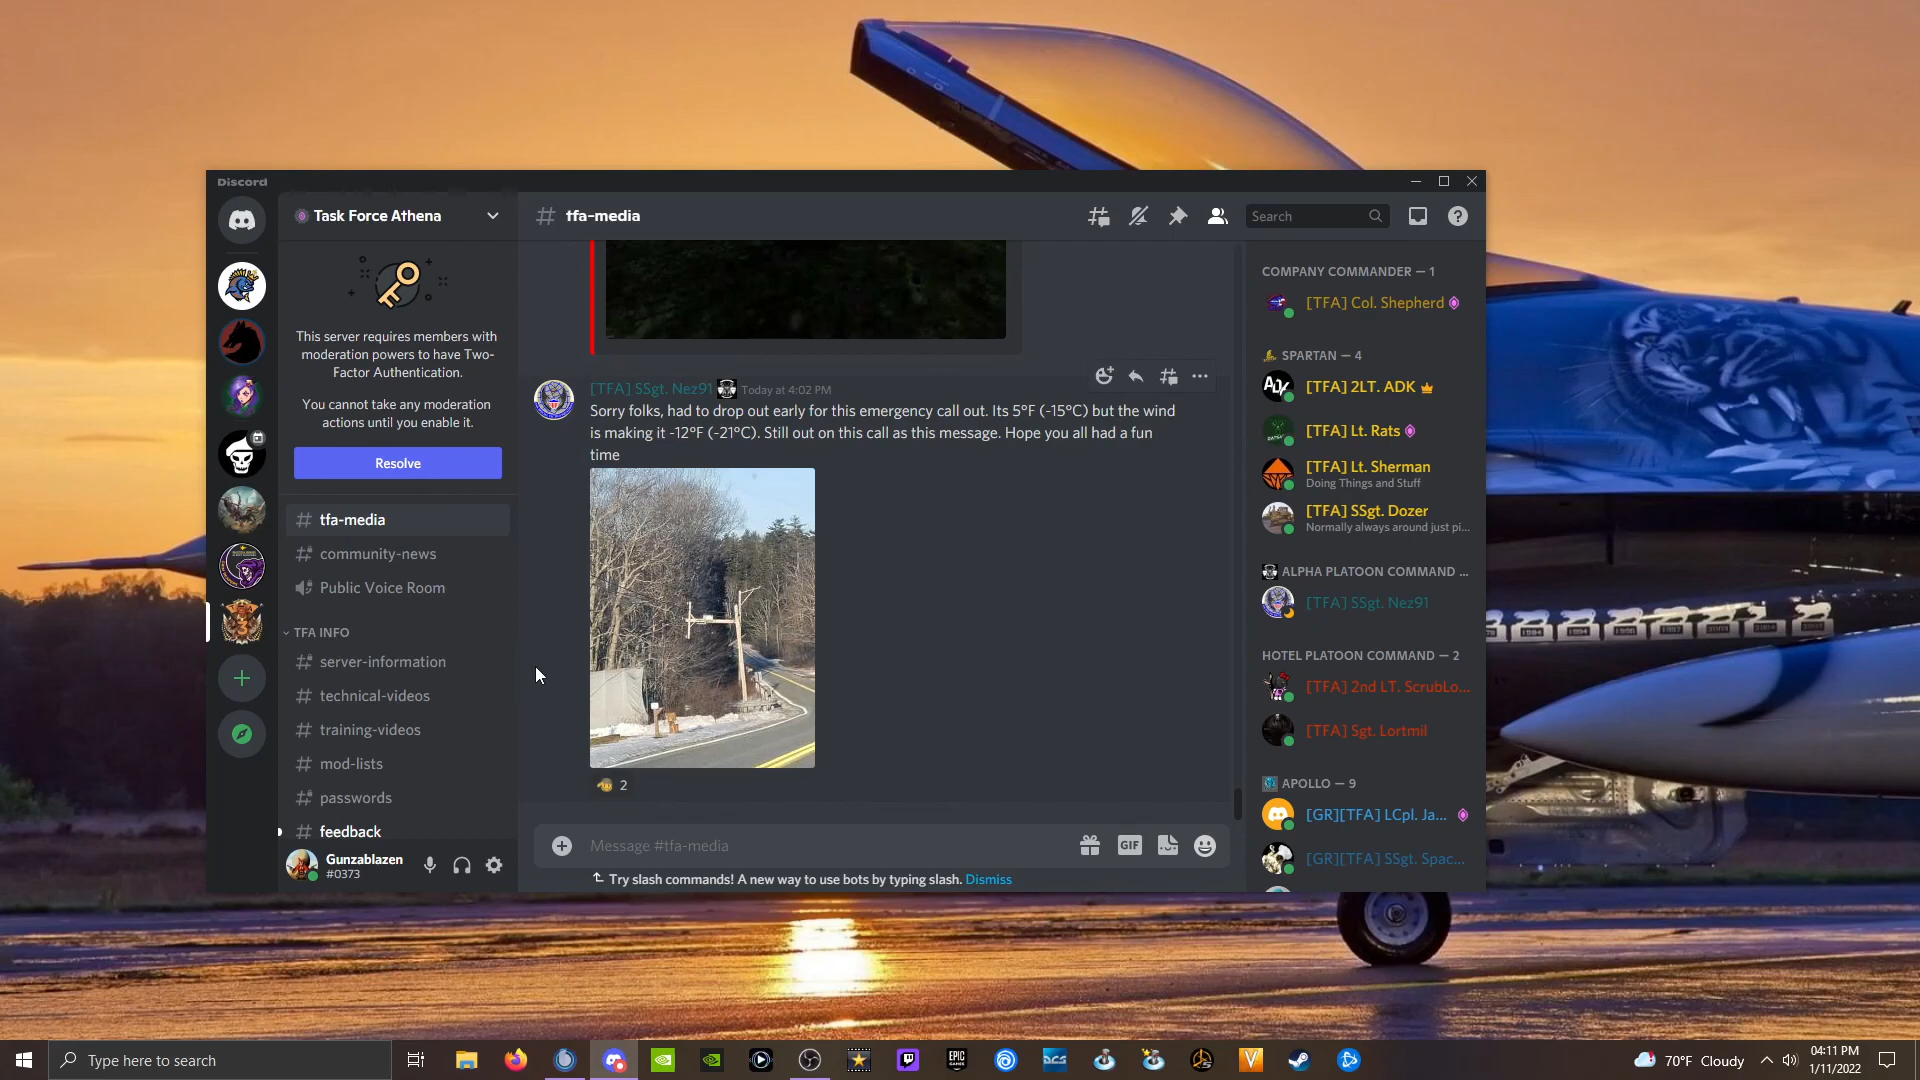 Discord
Task Force Athena
This server requires members with
moderation powers to have Two-
Factor Authentication.
You cannot take any moderation
actions until you enable it.
Resolve
tfa-media
community-news
Public Voice Room
TFA INFO
server-information
technical-videos
training-videos
mod-lists
passwords
feedback
Gunzablazen
#0373
tfa-media
Search
[TFA] SSgt. Nez91 Today at 4:02 PM
Sorry folks, had to drop out early for this emergency call out. Its 5°F (-15°C) but the wind
is making it -12°F (-21°C). Still out on this call as this message. Hope you all had a fun
time
2
Message #tfa-media
GIF
Try slash commands! A new way to use bots by typing slash. Dismiss
COMPANY COMMANDER — 1
[TFA] Col. Shepherd
SPARTAN — 4
[TFA] 2LT. ADK
[TFA] Lt. Rats
[TFA] Lt. Sherman
Doing Things and Stuff
[TFA] SSgt. Dozer
Normally always around just pi...
ALPHA PLATOON COMMAND ...
[TFA] SSgt. Nez91
HOTEL PLATOON COMMAND — 2
[TFA] 2nd LT. ScrubLo...
[TFA] Sgt. Lortmil
APOLLO — 9
[GR][TFA] LCpl. Ja...
[GR][TFA] SSgt. Spac...
Type here to search
EPIC
GAMES
DCS
70°F Cloudy
04:11 PM
1/11/2022